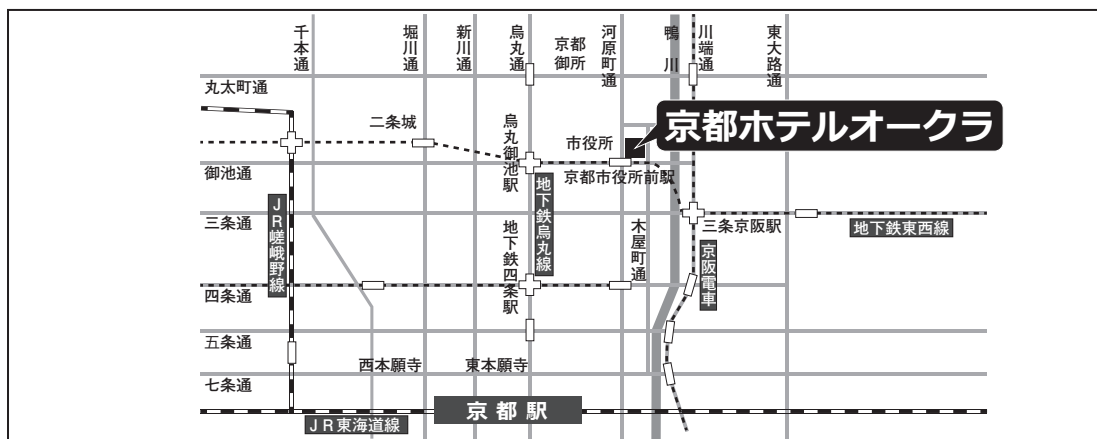 千本通
堀川通
新川通
烏丸通
京都
御所
河原町通
鴨川
川端通
東大路通
丸太町通
二条城
烏丸御池駅
市役所
京都ホテルオークラ
御池通
京都市役所前駅
JR嵯峨野線
地下鉄烏丸線
三条通
木屋町通
三条京阪駅
地下鉄東西線
地下鉄四条駅
京阪電車
四条通
五条通
西本願寺
東本願寺
七条通
京都駅
JR東海道線